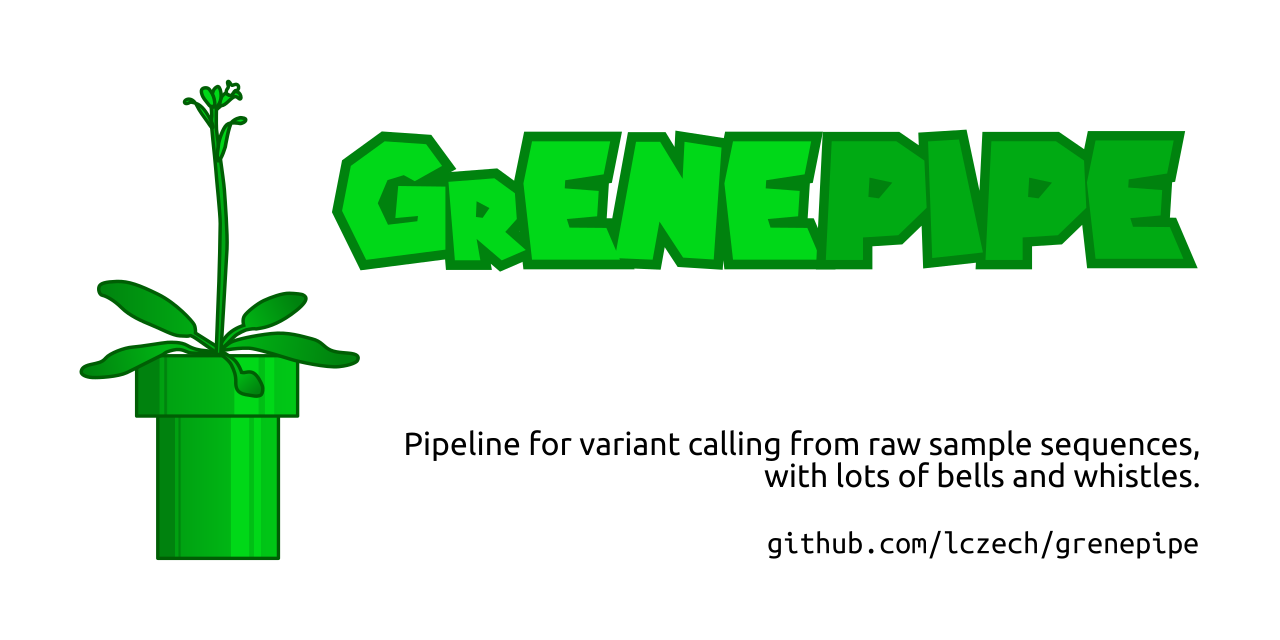 GRENEPIPE
Pipeline for variant calling from raw sample sequences,
with lots of bells and whistles.
github.com/lczech/grenepipe